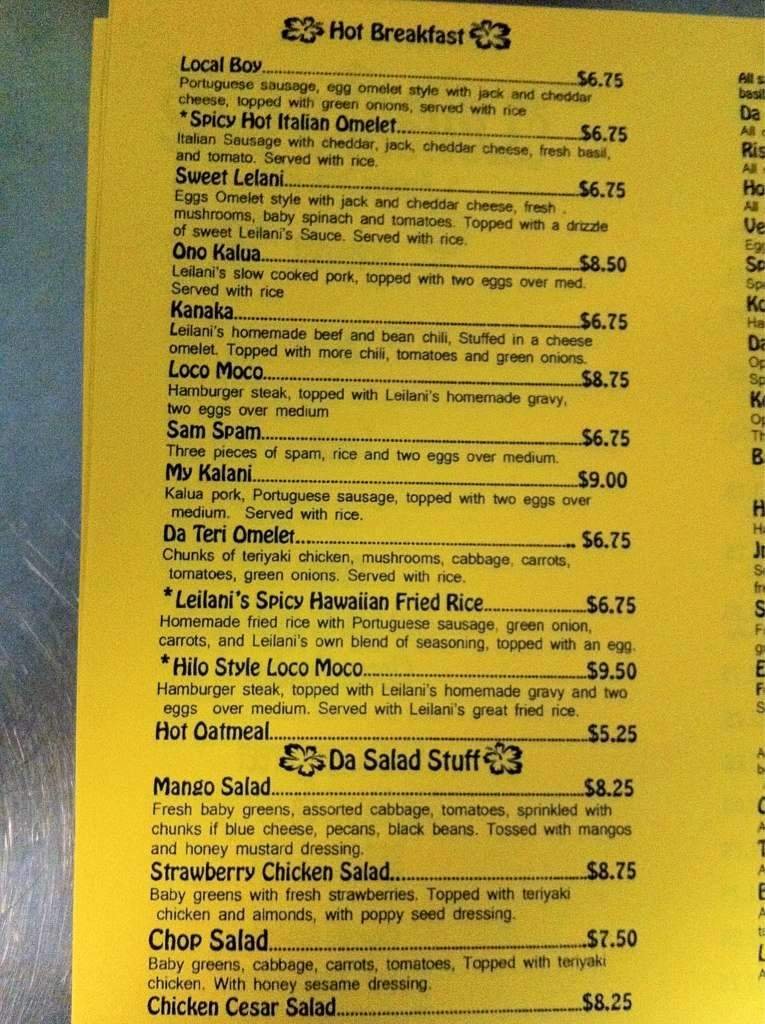 Hot Breakfast
Local Boy $6.75
Portuguese sausage, egg omelet style with jack and cheddar
cheese, topped with green onions, served with rice
*Spicy Hot Italian Omelet $6.75
Italian Sausage with cheddar, jack, cheddar cheese, fresh basil,
and tomato. Served with rice.
Sweet Lelani $6.75
Eggs Omelet style with jack and cheddar cheese, fresh .
mushrooms, baby spinach and tomatoes. Topped with a drizzle
of sweet Leilani's Sauce. Served with rice.
Ono Kalua $8.50
Leilani's slow cooked pork, topped with two eggs over med.
Served with rice
Kanaka $6.75
Leilani's homemade beef and bean chili, Stuffed in a cheese
omelet. Topped with more chili, tomatoes and green onions.
Loco Moco $8.75
Hamburger steak, topped with Leilani's homemade gravy,
two eggs over medium
Sam Spam $6.75
Three pieces of spam, rice and two eggs over medium.
My Kalani $9.00
Kalua pork, Portuguese sausage, topped with two eggs over
medium. Served with rice.
Da Teri Omelet $6.75
Chunks of teriyaki chicken, mushrooms, cabbage, carrots,
tomatoes, green onions. Served with rice.
*Leilani's Spicy Hawaiian Fried Rice $6.75
Homemade fried rice with Portuguese sausage, green onion,
carrots, and Leilani's own blend of seasoning, topped with an egg.
*Hilo Style Loco Moco $9.50
Hamburger steak, topped with Leilani's homemade gravy and two
eggs over medium. Served with Leilani's great fried rice.
Hot Oatmeal $5.25
Da Salad Stuff
Mango Salad $8.25
Fresh baby greens, assorted cabbage, tomatoes, sprinkled with
chunks if blue cheese, pecans, black beans. Tossed with mangos
and honey mustard dressing.
Strawberry Chicken Salad $8.75
Baby greens with fresh strawberries. Topped with teriyaki
chicken and almonds, with poppy seed dressing.
Chop Salad $7.50
Baby greens, cabbage, carrots, tomatoes, Topped with teriyaki
chicken. With honey sesame dressing.
Chicken Cesar Salad $8.25
All
Da
All
All